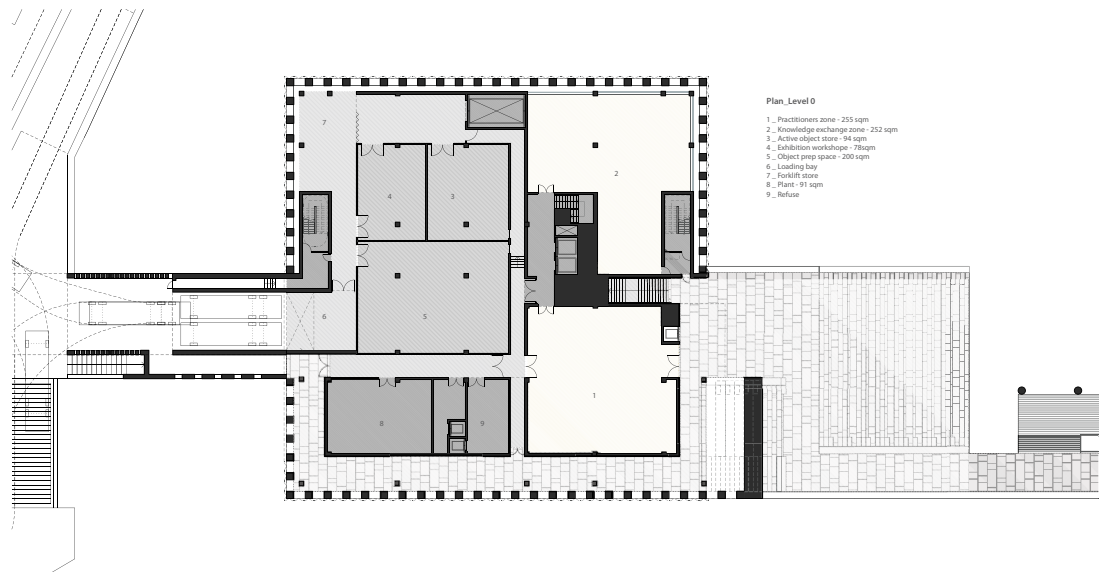 Plan_Level 0
1 _ Practitioners zone - 255 sqm
2 _ Knowledge exchange zone - 252 sqm
3 _ Active object store - 94 sqm
4 _ Exhibition workshope - 78sqm
5 _ Object prep space - 200 sqm
6 _ Loading bay
7 _ Forklift store
8 _ Plant - 91 sqm
9 _ Refuse
7
2
4
3
6
5
1
8
9